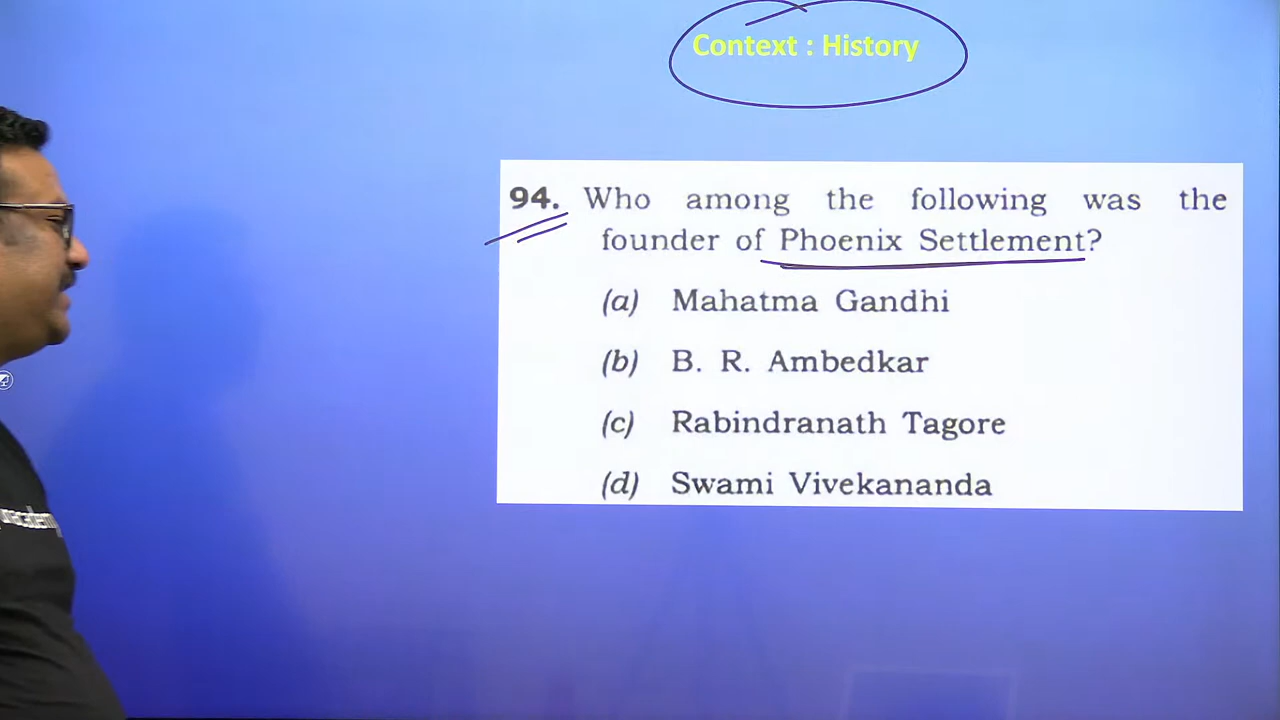 Context : History
94. Who among the following was the
founder of Phoenix Settlement?
(a) Mahatma Gandhi
(b) B. R. Ambedkar
(c) Rabindranath Tagore
(d) Swami Vivekananda